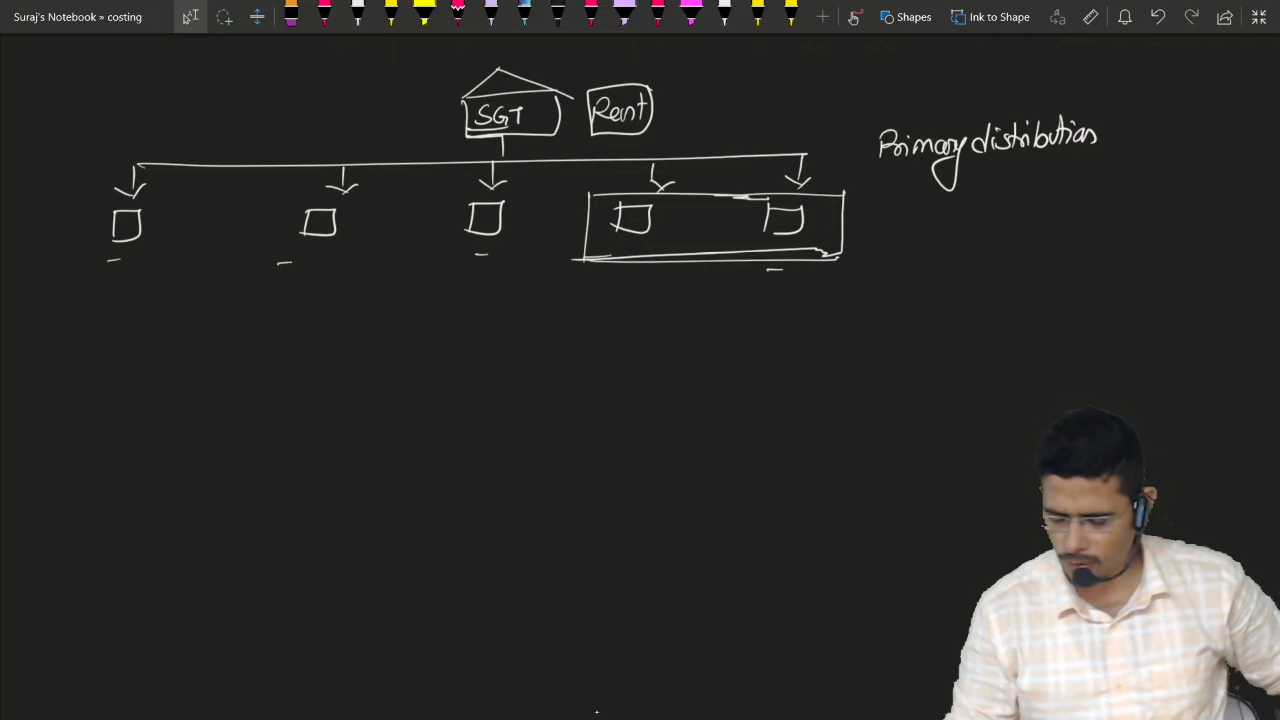 Suraj's Notebook » costing
Shapes
Ink to Shape
SGT
Rent
Primary distribution